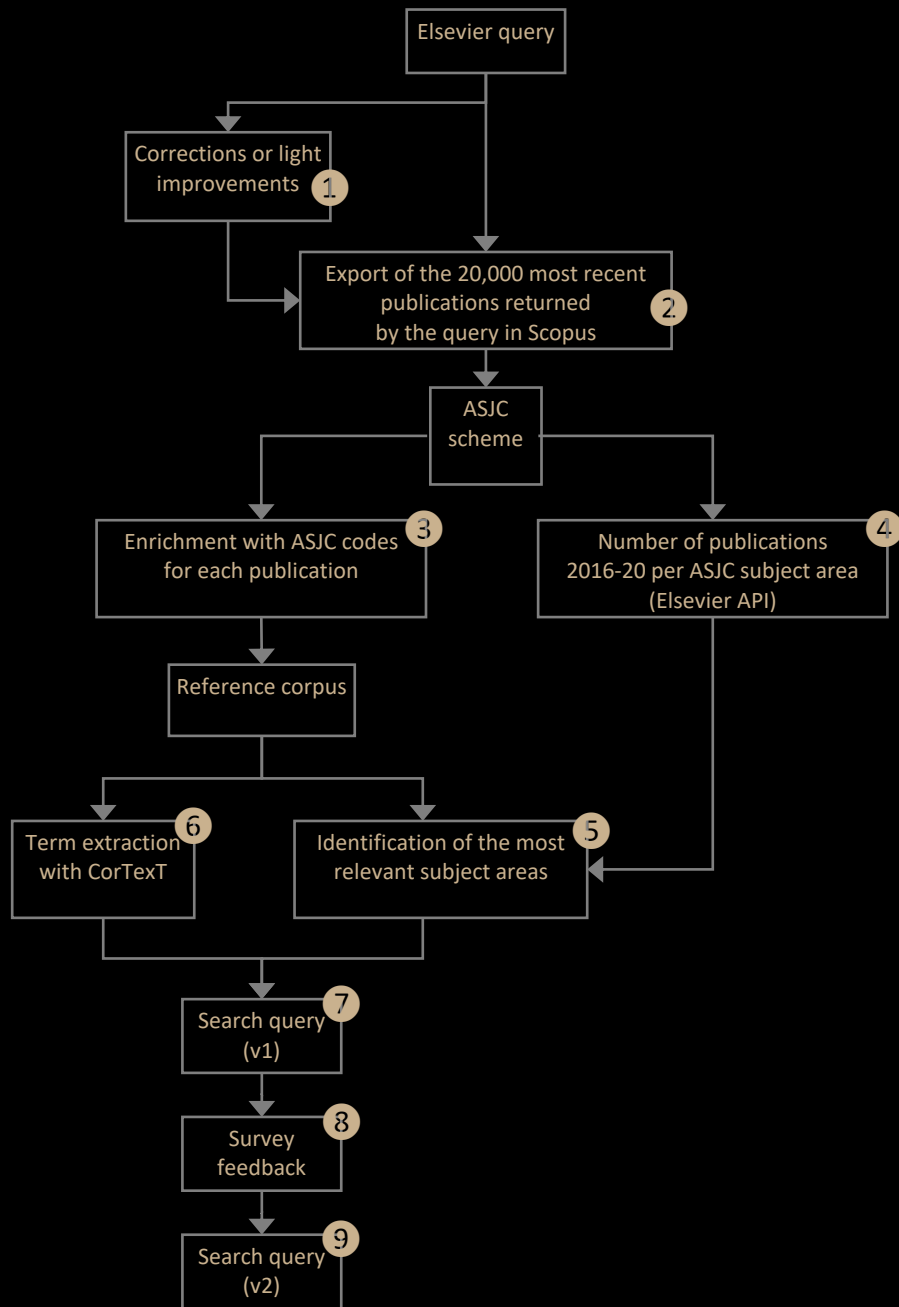 Elsevier query
Corrections or light
improvements
1
Export of the 20,000 most recent
publications returned
by the query in Scopus
2
ASJC
scheme
3
Enrichment with ASJC codes
for each publication
4
Number of publications
2016-20 per ASJC subject area
(Elsevier API)
Reference corpus
6
Term extraction
with CorTexT
5
Identification of the most
relevant subject areas
7
Search query
(v1)
8
Survey
feedback
9
Search query
(v2)